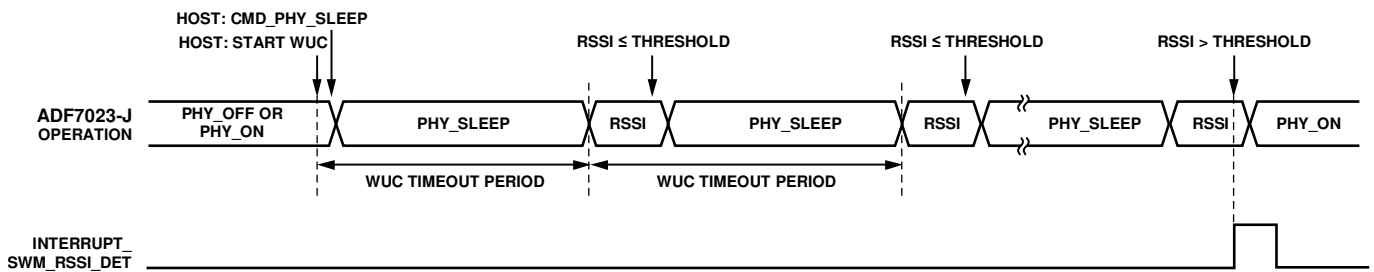 HOST: CMD_PHY_SLEEP
HOST: START WUC
RSSI ≤ THRESHOLD
RSSI ≤ THRESHOLD
RSSI > THRESHOLD
ADF7023-J
OPERATION
PHY_OFF OR
PHY_ON
PHY_SLEEP
RSSI
PHY_SLEEP
RSSI
PHY_SLEEP
RSSI
PHY_ON
WUC TIMEOUT PERIOD
WUC TIMEOUT PERIOD
INTERRUPT_
SWM_RSSI_DET